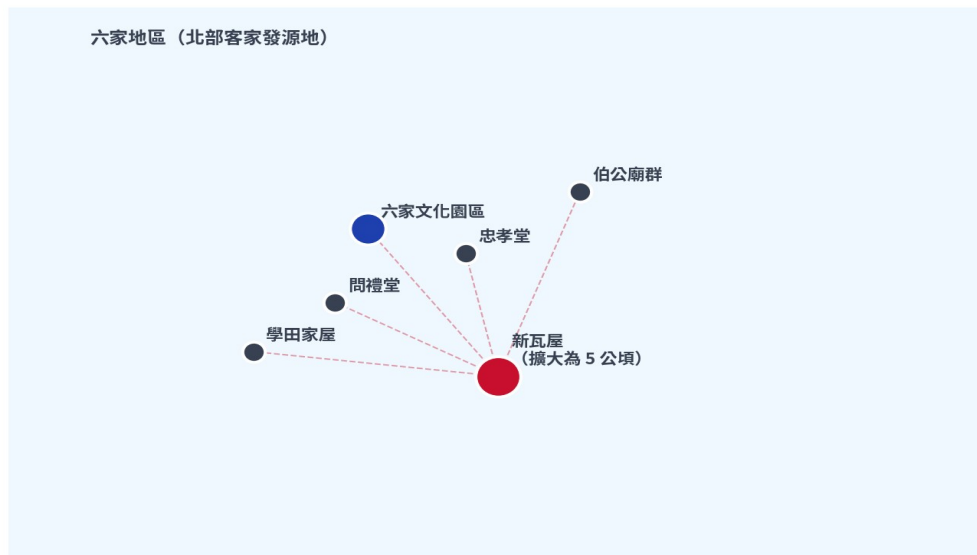 六家地區（北部客家發源地）
伯公廟群
六家文化園區
忠孝堂
問禮堂
學田家屋
新瓦屋
（擴大為 5 公頃）